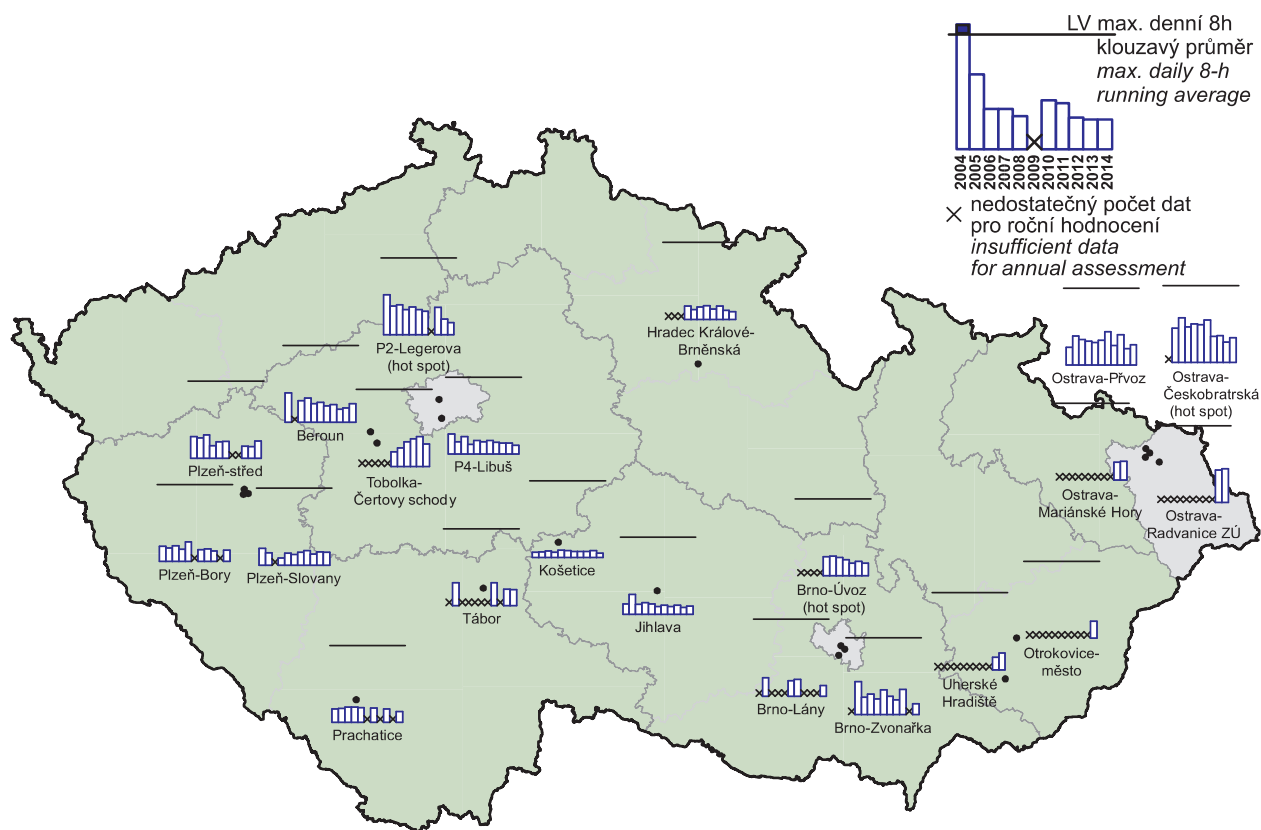 LV max. denní 8h
klouzavý průměr
max. daily 8-h
running average
2004
2005
2006
2007
2008
2009
2010
2011
2012
2013
2014
nedostatečný počet dat
pro roční hodnocení
insufficient data
for annual assessment
P2-Legerova
(hot spot)
Hradec Králové-
Brněnská
Ostrava-Přvoz
Ostrava-
Českobratrská
(hot spot)
Beroun
Plzeň-střed
Tobolka-
Čertovy schody
P4-Libuš
Ostrava-
Mariánské Hory
Ostrava-
Radvanice ZÚ
Plzeň-Bory
Plzeň-Slovany
Košetice
Tábor
Jihlava
Brno-Úvoz
(hot spot)
Otrokovice-
město
Uherské
Hradiště
Brno-Lány
Brno-Zvonařka
Prachatice